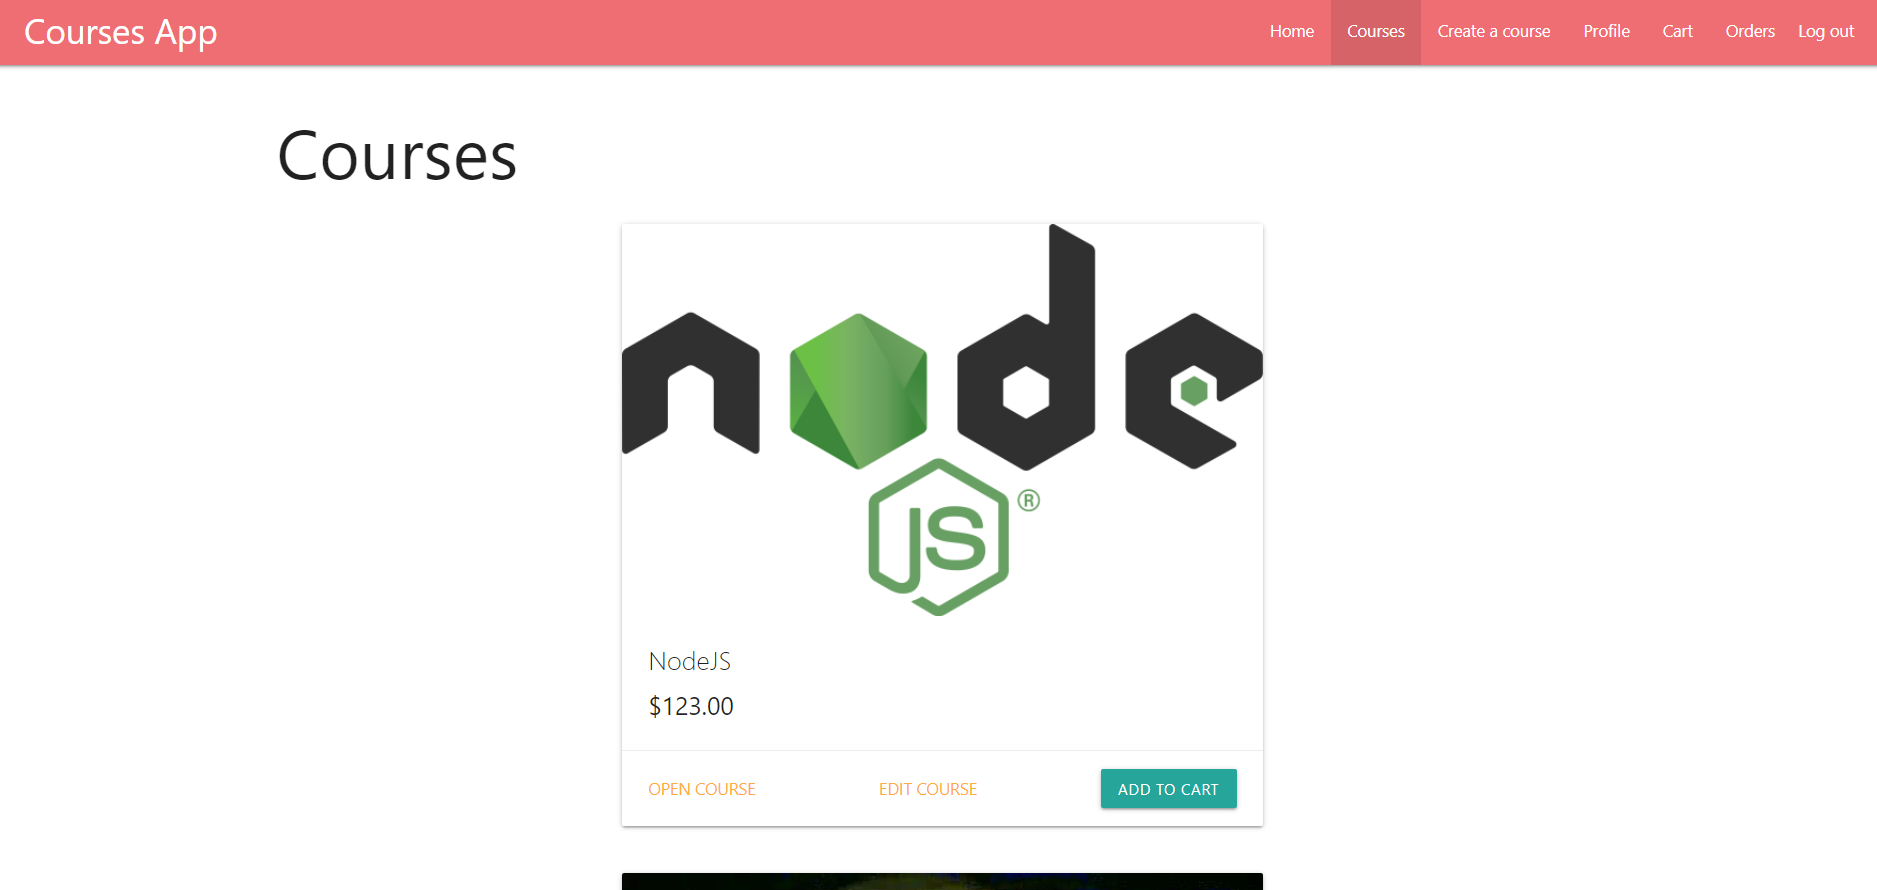 Courses App
Home Courses Create a course Profile Cart Orders Log out
Courses
node
JS ®
NodeJS
$123.00
OPEN COURSE EDIT COURSE ADD TO CART